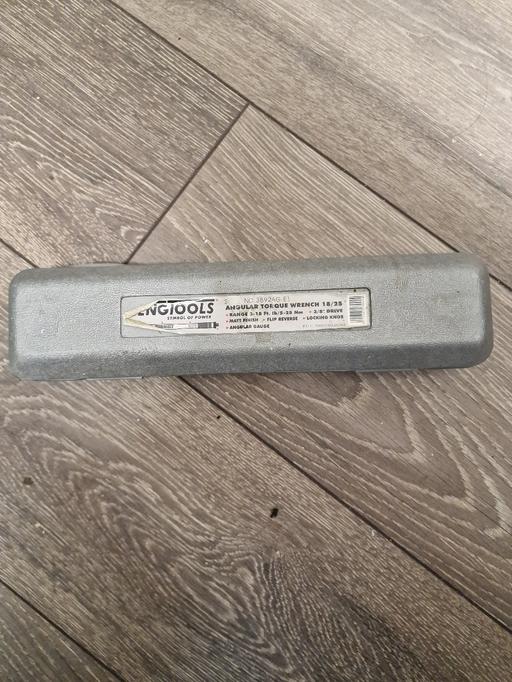 ENGTOOLS
SYMBOL OF POWER
NO. 3892AG-E1
ANGULAR TORQUE WRENCH 18/25
• RANGE 3-18 Ft. lb/5-25 Nm • 3/8" DRIVE
• MATT FINISH • FLIP REVERSE • LOCKING KNOB
• ANGULAR GAUGE